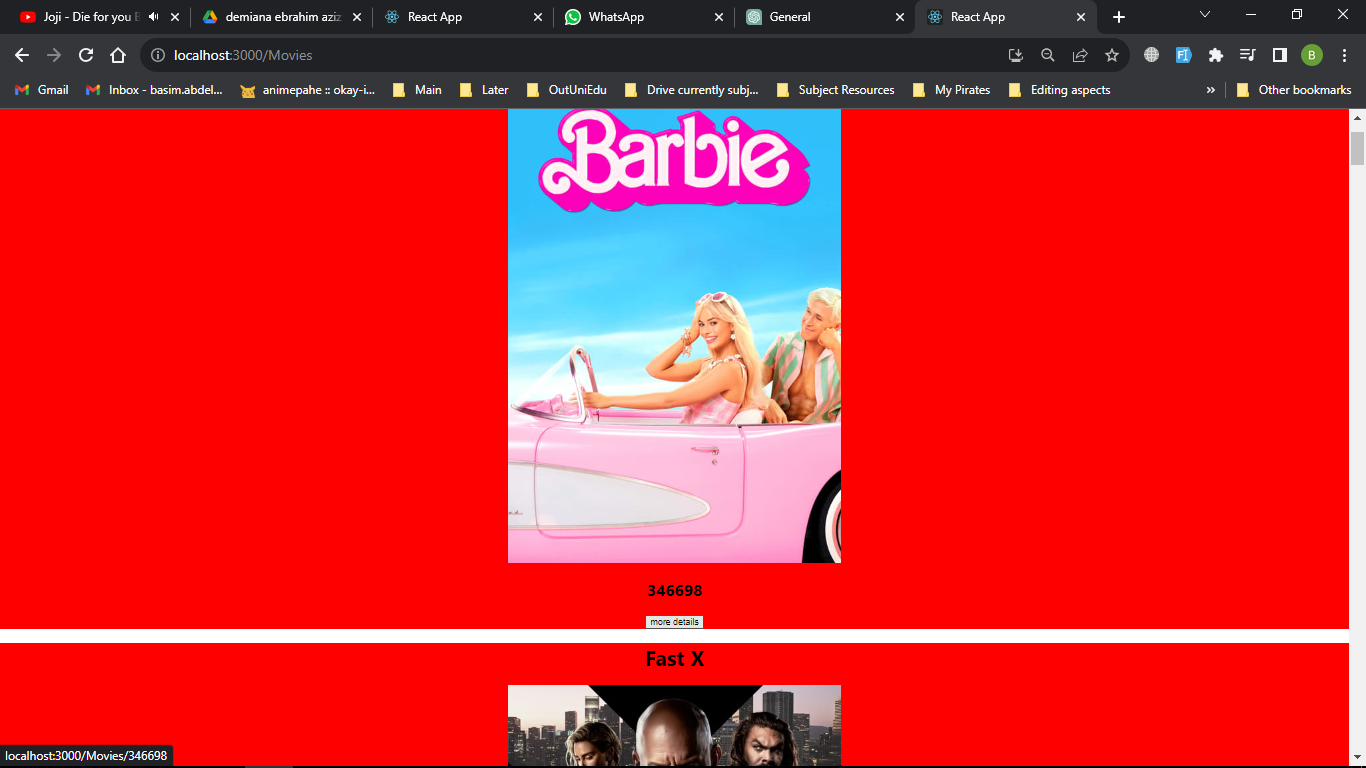 Joji - Die for you
demiana ebrahim aziz
React App
WhatsApp
General
React App
localhost:3000/Movies
B
Gmail
Inbox - basim.abdel...
animepahe :: okay-i...
Main
Later
OutUniEdu
Drive currently subj...
Subject Resources
My Pirates
Editing aspects
»
Other bookmarks
Barbie
346698
more details
Fast X
localhost:3000/Movies/346698